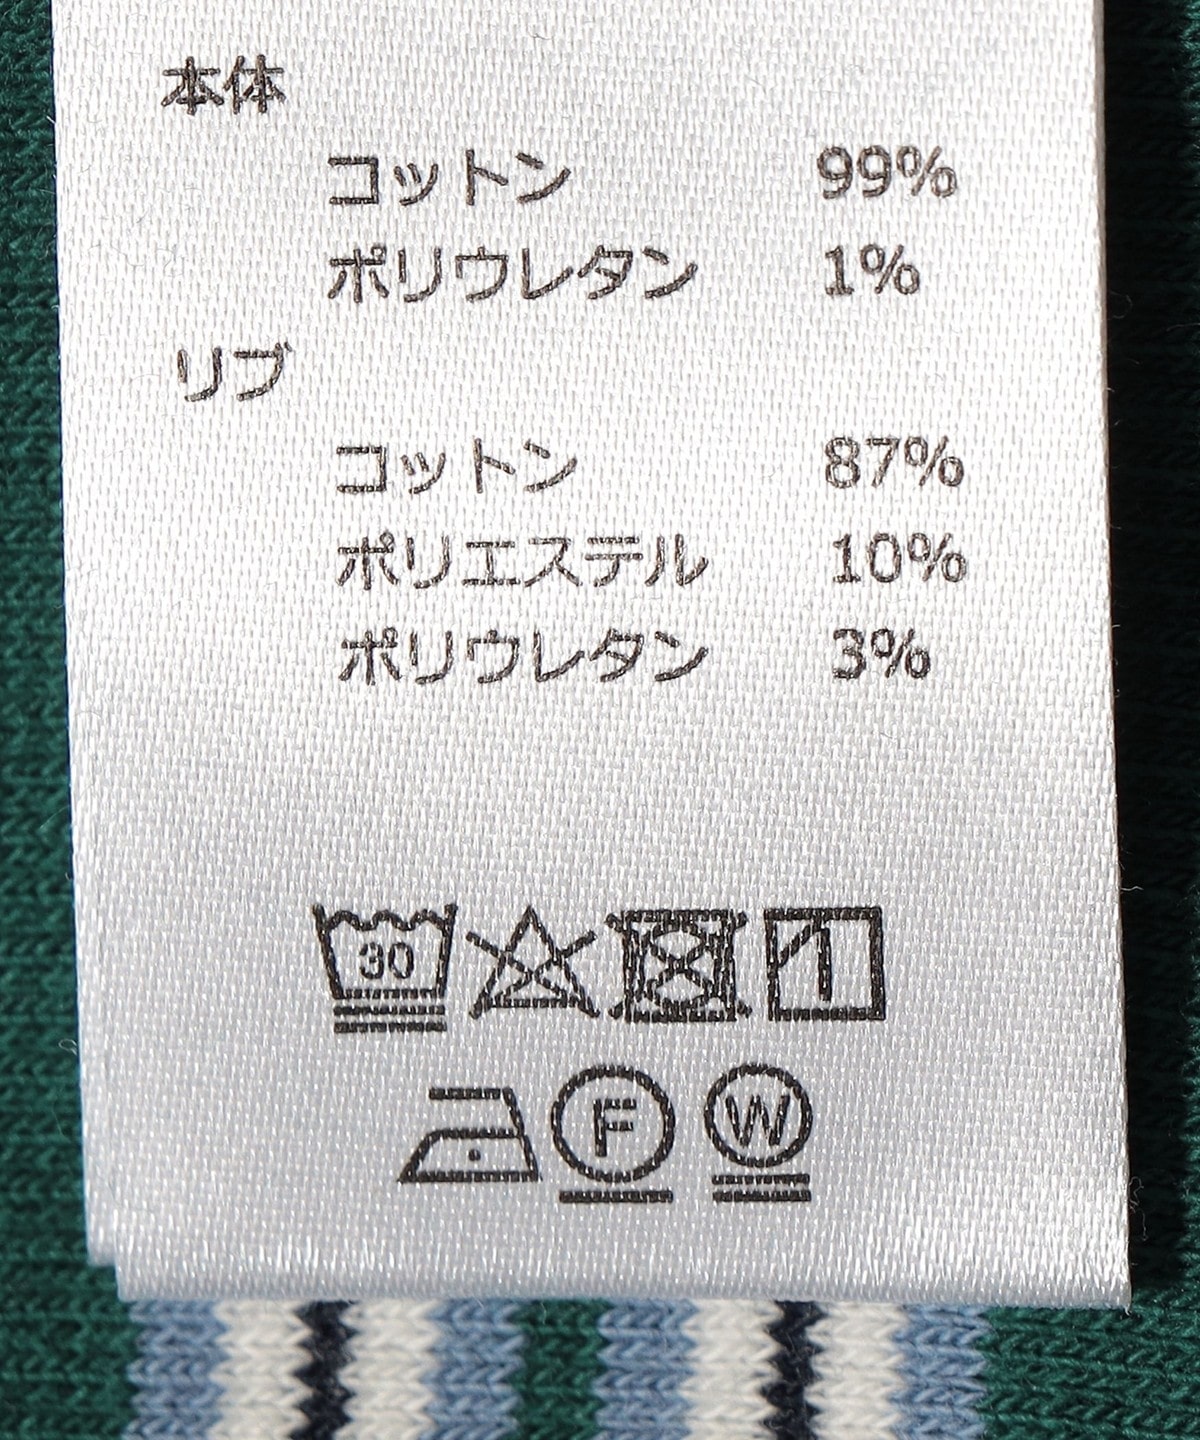 本体
コットン 99%
ポリウレタン 1%
リブ
コットン 87%
ポリエステル 10%
ポリウレタン 3%
30
F W